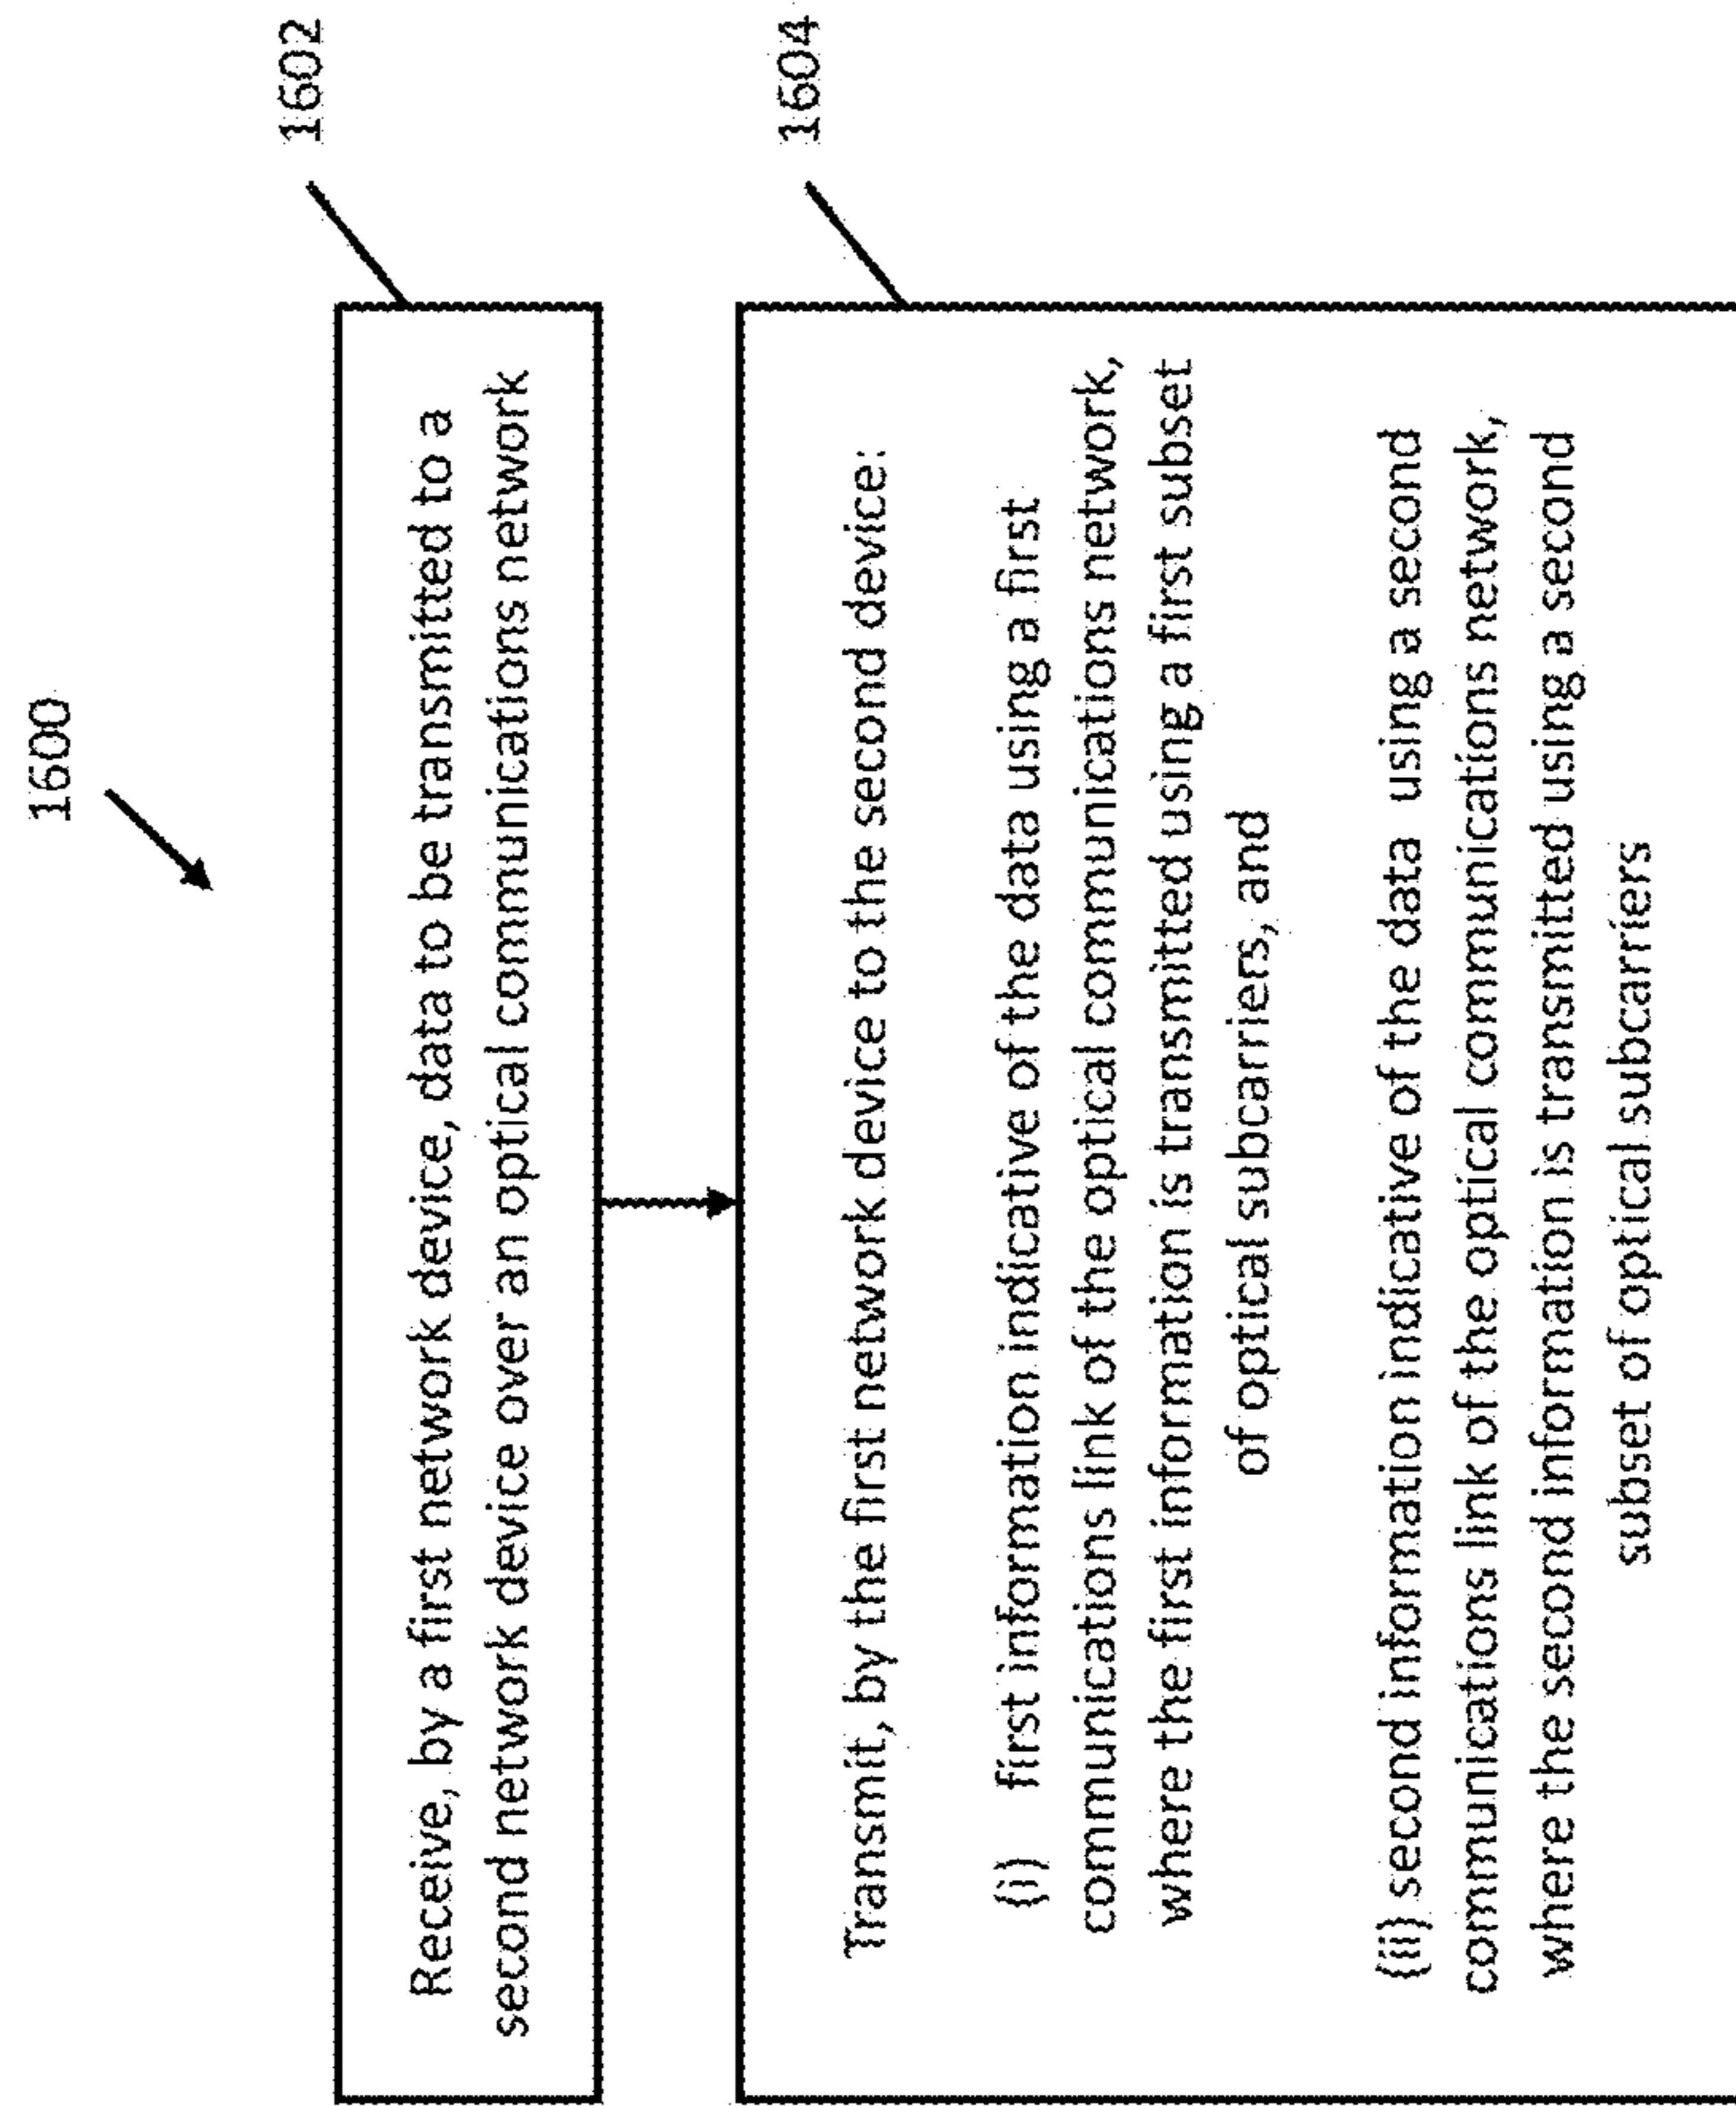 1600
1602
Receive, by a first network device, data to be transmitted to a
second network device over an optical communications network
1604
Transmit, by the first network device to the second device:
(i) first information indicative of the data using a first
communications link of the optical communications network,
where the first information is transmitted using a first subset
of optical subcarriers, and
(ii) second information indicative of the data using a second
communications link of the optical communications network,
where the second information is transmitted using a second
subset of optical subcarriers